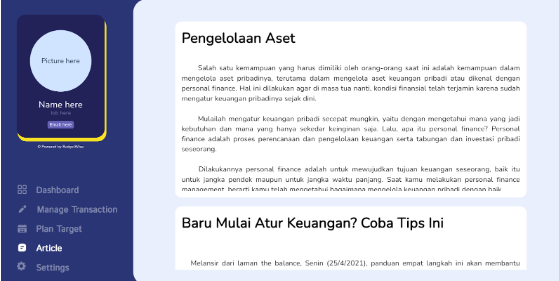 Picture here
Name here
Email here
Dashboard
Manage Transaction
Plan Target
Article
Settings
Pengelolaan Aset
Salah satu kemampuan yang harus dimiliki oleh orang-orang saat ini adalah kemampuan dalam
mengelola aset pribadinya, terutama dalam mengelola aset keuangan pribadi atau dikenal dengan
personal finance. Hal ini dilakukan agar di masa tua nanti, kondisi finansial telah terjamin karena sudah
mengatur keuangan pribadinya sejak dini.
Mulailah mengatur keuangan pribadi secepat mungkin, yaitu dengan mengetahui mana yang jadi
kebutuhan dan mana yang hanya sekedar keinginan saja. Lalu, apa itu personal finance? Personal
finance adalah proses perencanaan dan pengelolaan keuangan serta tabungan dan investasi pribadi
seseorang.
Dilakukannya personal finance adalah untuk mewujudkan tujuan keuangan seseorang, baik itu
untuk jangka pendek maupun untuk jangka waktu panjang. Saat kamu melakukan personal finance
management, berarti kamu telah mengetahui bagaimana mengelola keuangan pribadi dengan baik.
Baru Mulai Atur Keuangan? Coba Tips Ini
Melansir dari laman the balance, Senin (25/4/2021), panduan empat langkah ini akan membantu